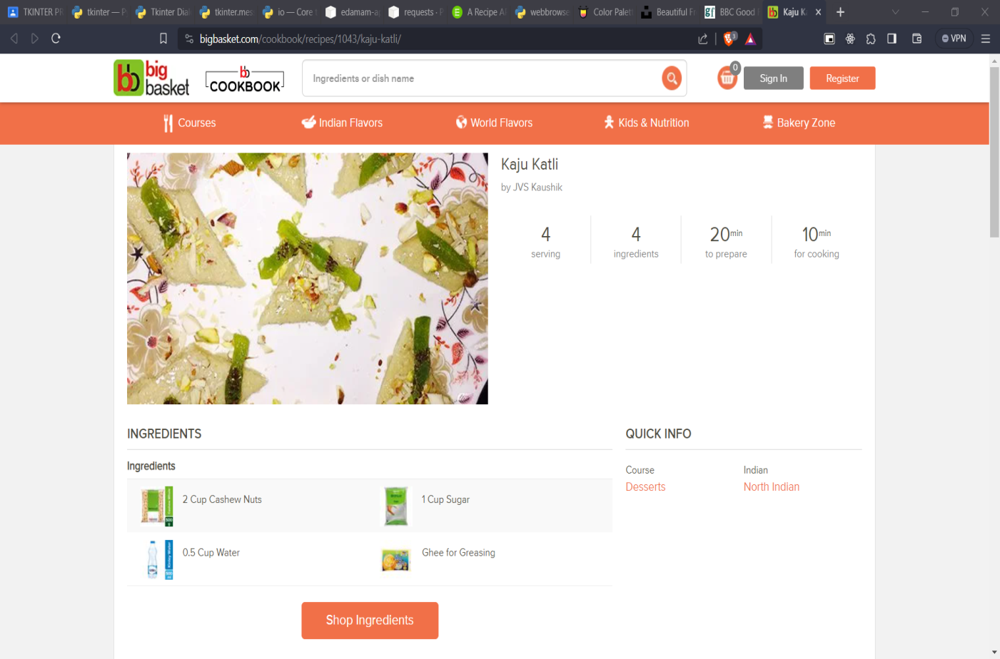 TKINTER PR
tkinter — P
Tkinter Dia
tkinter.mes
io — Core t
edamam-a
requests · P
A Recipe A
webbrowse
Color Palet
Beautiful Fr
BBC Good
Kaju K
bigbasket.com/cookbook/recipes/1043/kaju-katli/
3
VPN
bb big basket
bb COOKBOOK
Ingredients or dish name
0
Sign In
Register
Courses
Indian Flavors
World Flavors
Kids & Nutrition
Bakery Zone
Kaju Katli
by JVS Kaushik
4 serving
4 ingredients
20min to prepare
10min for cooking
INGREDIENTS
QUICK INFO
Ingredients
Course
Desserts
Indian
North Indian
2 Cup Cashew Nuts
1 Cup Sugar
0.5 Cup Water
Ghee for Greasing
Shop Ingredients